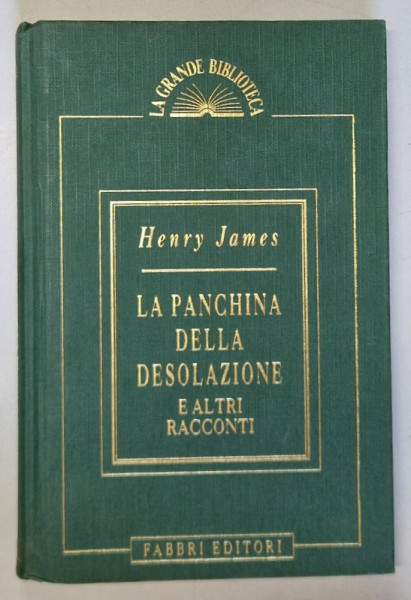 LA GRANDE BIBLIOTECA
Henry James
LA PANCHINA
DELLA
DESOLAZIONE
E ALTRI
RACCONTI
FABBRI EDITORI